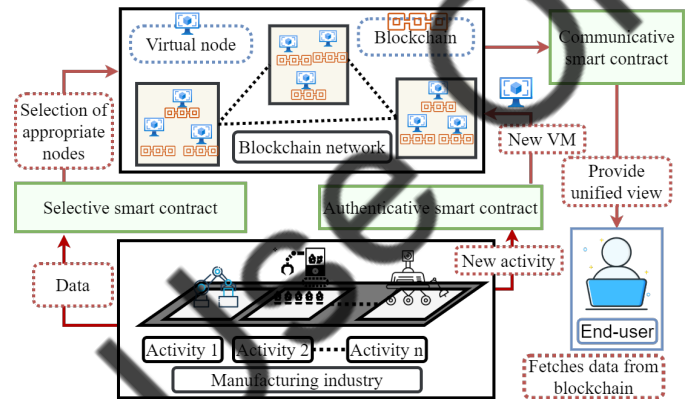 Virtual node
Blockchain
Communicative
smart contract
Selection of
appropriate
nodes
Blockchain network
New VM
Provide
unified view
Selective smart contract
Authenticative smart contract
Data
New activity
End-user
Activity 1
Activity 2
Activity n
Manufacturing industry
Fetches data from
blockchain